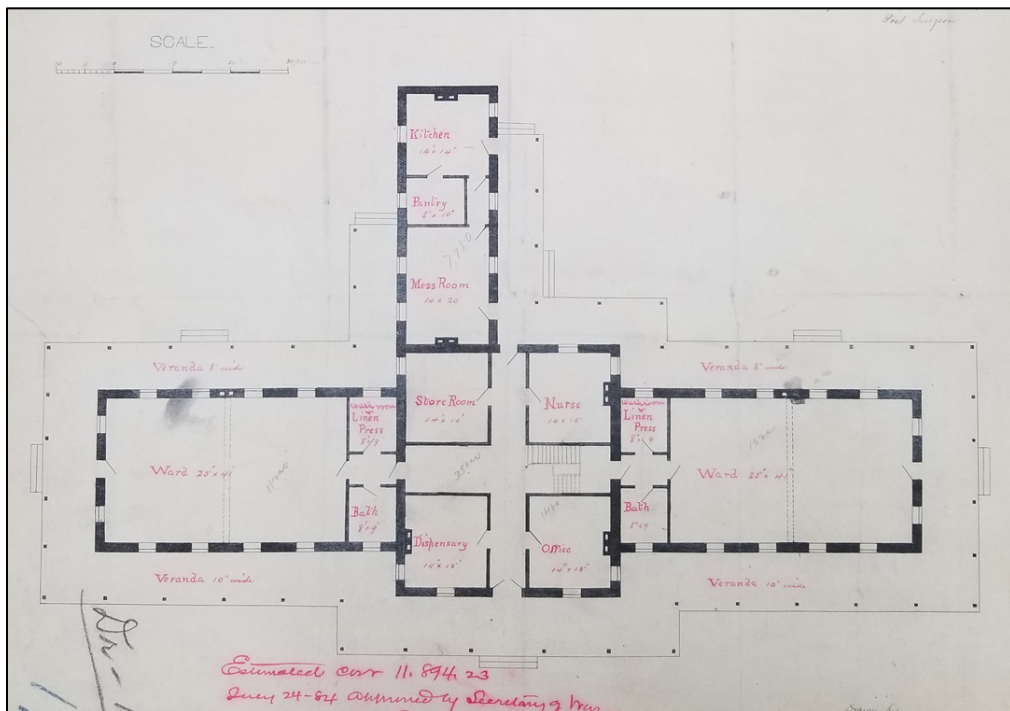 Post Surgeon
SCALE.
Kitchen
14' x 14'
Pantry
8' x 10'
Mess Room
14 x 20
Veranda 8' wide
Veranda 8' wide
Store Room
Nurse
14 x 15
Linen
Press
8' x 9
Linen
Press
8' x 9
Ward 25' x 41
Ward 25' x 41
Bath
8' x 9'
Bath
8' x 9
Dispensary
14' x 15'
Office
14' x 15'
Veranda 10' wide
Veranda 10' wide
Dr-
Estimated cost 11.894.23
July 24-84 approved by Secretary of War